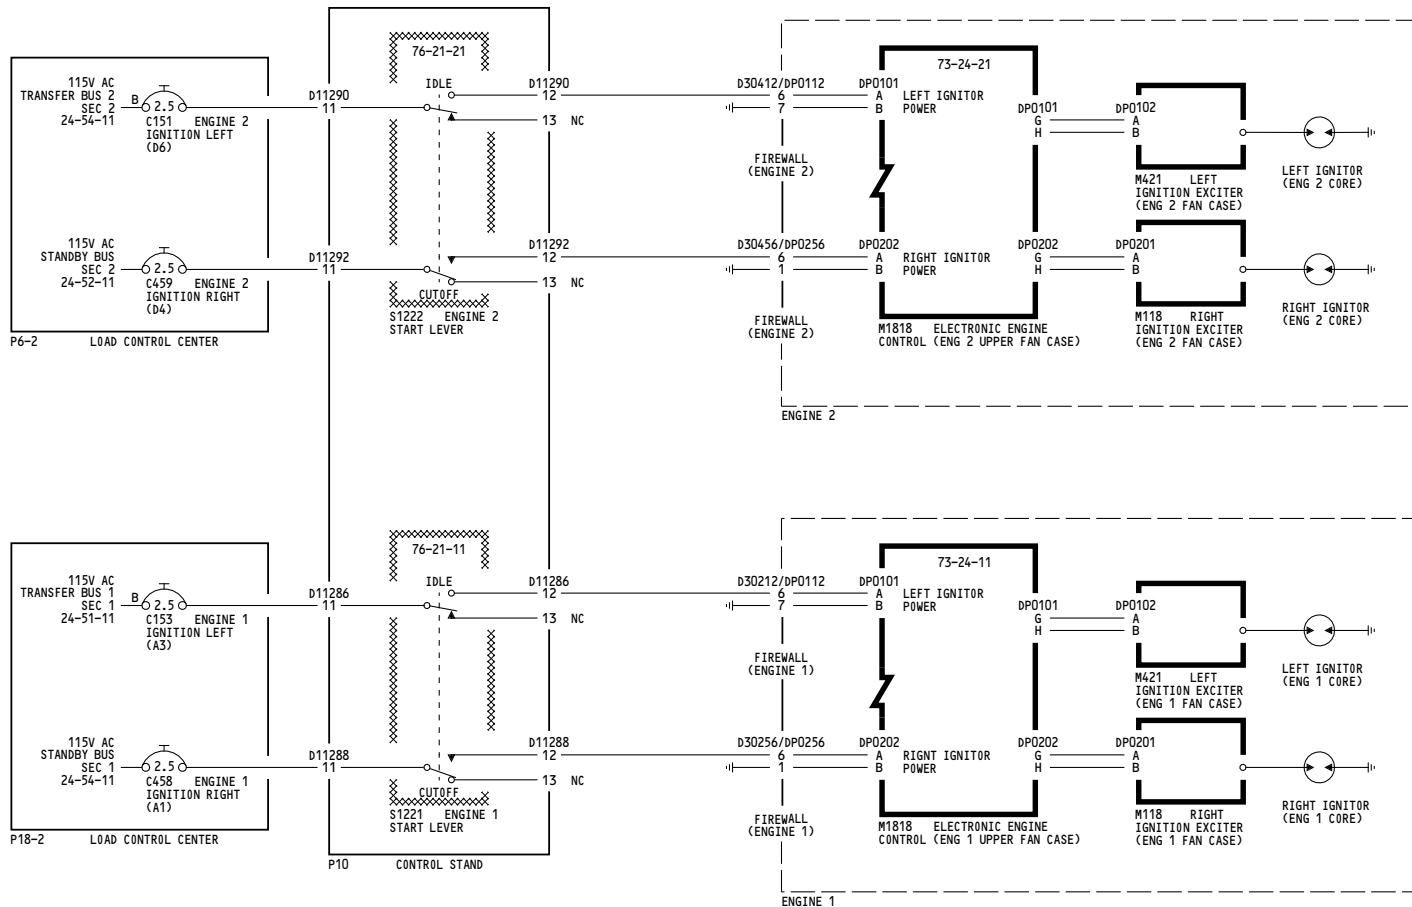 76-21-21
73-24-21
115V AC
TRANSFER BUS 2
SEC 2
24-54-11
B
2.5
C151 ENGINE 2
IGNITION LEFT
(D6)
D11290
11
IDLE
D11290
12
13 NC
D30412/DP0112
6
7
DP0101
A LEFT IGNITOR
B POWER
DP0101
G
H
DP0102
A
B
FIREWALL
(ENGINE 2)
M421 LEFT
IGNITION EXCITER
(ENG 2 FAN CASE)
LEFT IGNITOR
(ENG 2 CORE)
115V AC
STANDBY BUS
SEC 2
24-52-11
2.5
C459 ENGINE 2
IGNITION RIGHT
(D4)
D11292
11
D11292
12
13 NC
CUTOFF
S1222 ENGINE 2
START LEVER
D30456/DP0256
6
1
DP0202
A RIGHT IGNITOR
B POWER
DP0202
G
H
DP0201
A
B
FIREWALL
(ENGINE 2)
M1818 ELECTRONIC ENGINE
CONTROL (ENG 2 UPPER FAN CASE)
M118 RIGHT
IGNITION EXCITER
(ENG 2 FAN CASE)
RIGHT IGNITOR
(ENG 2 CORE)
P6-2 LOAD CONTROL CENTER
ENGINE 2
76-21-11
73-24-11
115V AC
TRANSFER BUS 1
SEC 1
24-51-11
B
2.5
C153 ENGINE 1
IGNITION LEFT
(A3)
D11286
11
IDLE
D11286
12
13 NC
D30212/DP0112
6
7
DP0101
A LEFT IGNITOR
B POWER
DP0101
G
H
DP0102
A
B
FIREWALL
(ENGINE 1)
M421 LEFT
IGNITION EXCITER
(ENG 1 FAN CASE)
LEFT IGNITOR
(ENG 1 CORE)
115V AC
STANDBY BUS
SEC 1
24-54-11
2.5
C458 ENGINE 1
IGNITION RIGHT
(A1)
D11288
11
D11288
12
13 NC
CUTOFF
S1221 ENGINE 1
START LEVER
D30256/DP0256
6
1
DP0202
A RIGNT IGNITOR
B POWER
DP0202
G
H
DP0201
A
B
FIREWALL
(ENGINE 1)
M1818 ELECTRONIC ENGINE
CONTROL (ENG 1 UPPER FAN CASE)
M118 RIGHT
IGNITION EXCITER
(ENG 1 FAN CASE)
RIGHT IGNITOR
(ENG 1 CORE)
P18-2 LOAD CONTROL CENTER
P10 CONTROL STAND
ENGINE 1